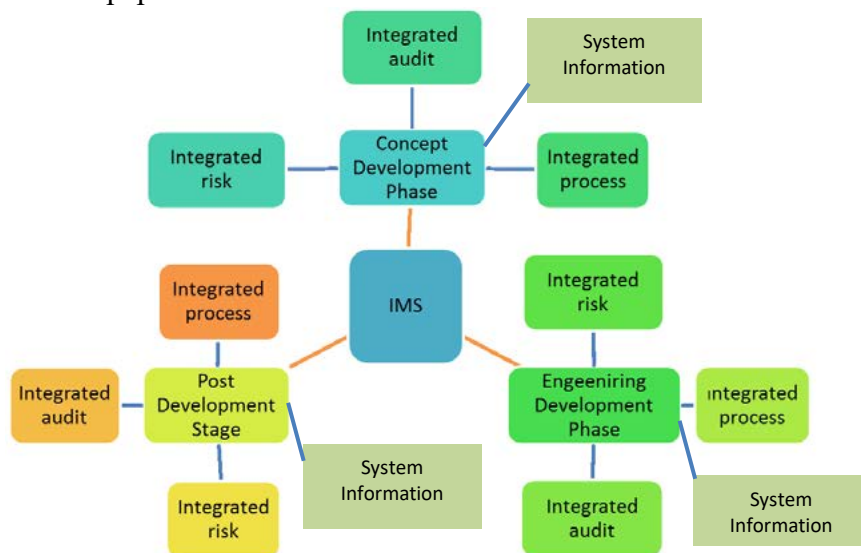 Integrated
audit
System
Information
Integrated
risk
Concept
Development
Phase
Integrated
process
Integrated
process
IMS
Integrated
risk
Integrated
audit
Post
Development
Stage
Engeeniring
Development
Phase
Integrated
process
System
Information
Integrated
risk
Integrated
audit
System
Information